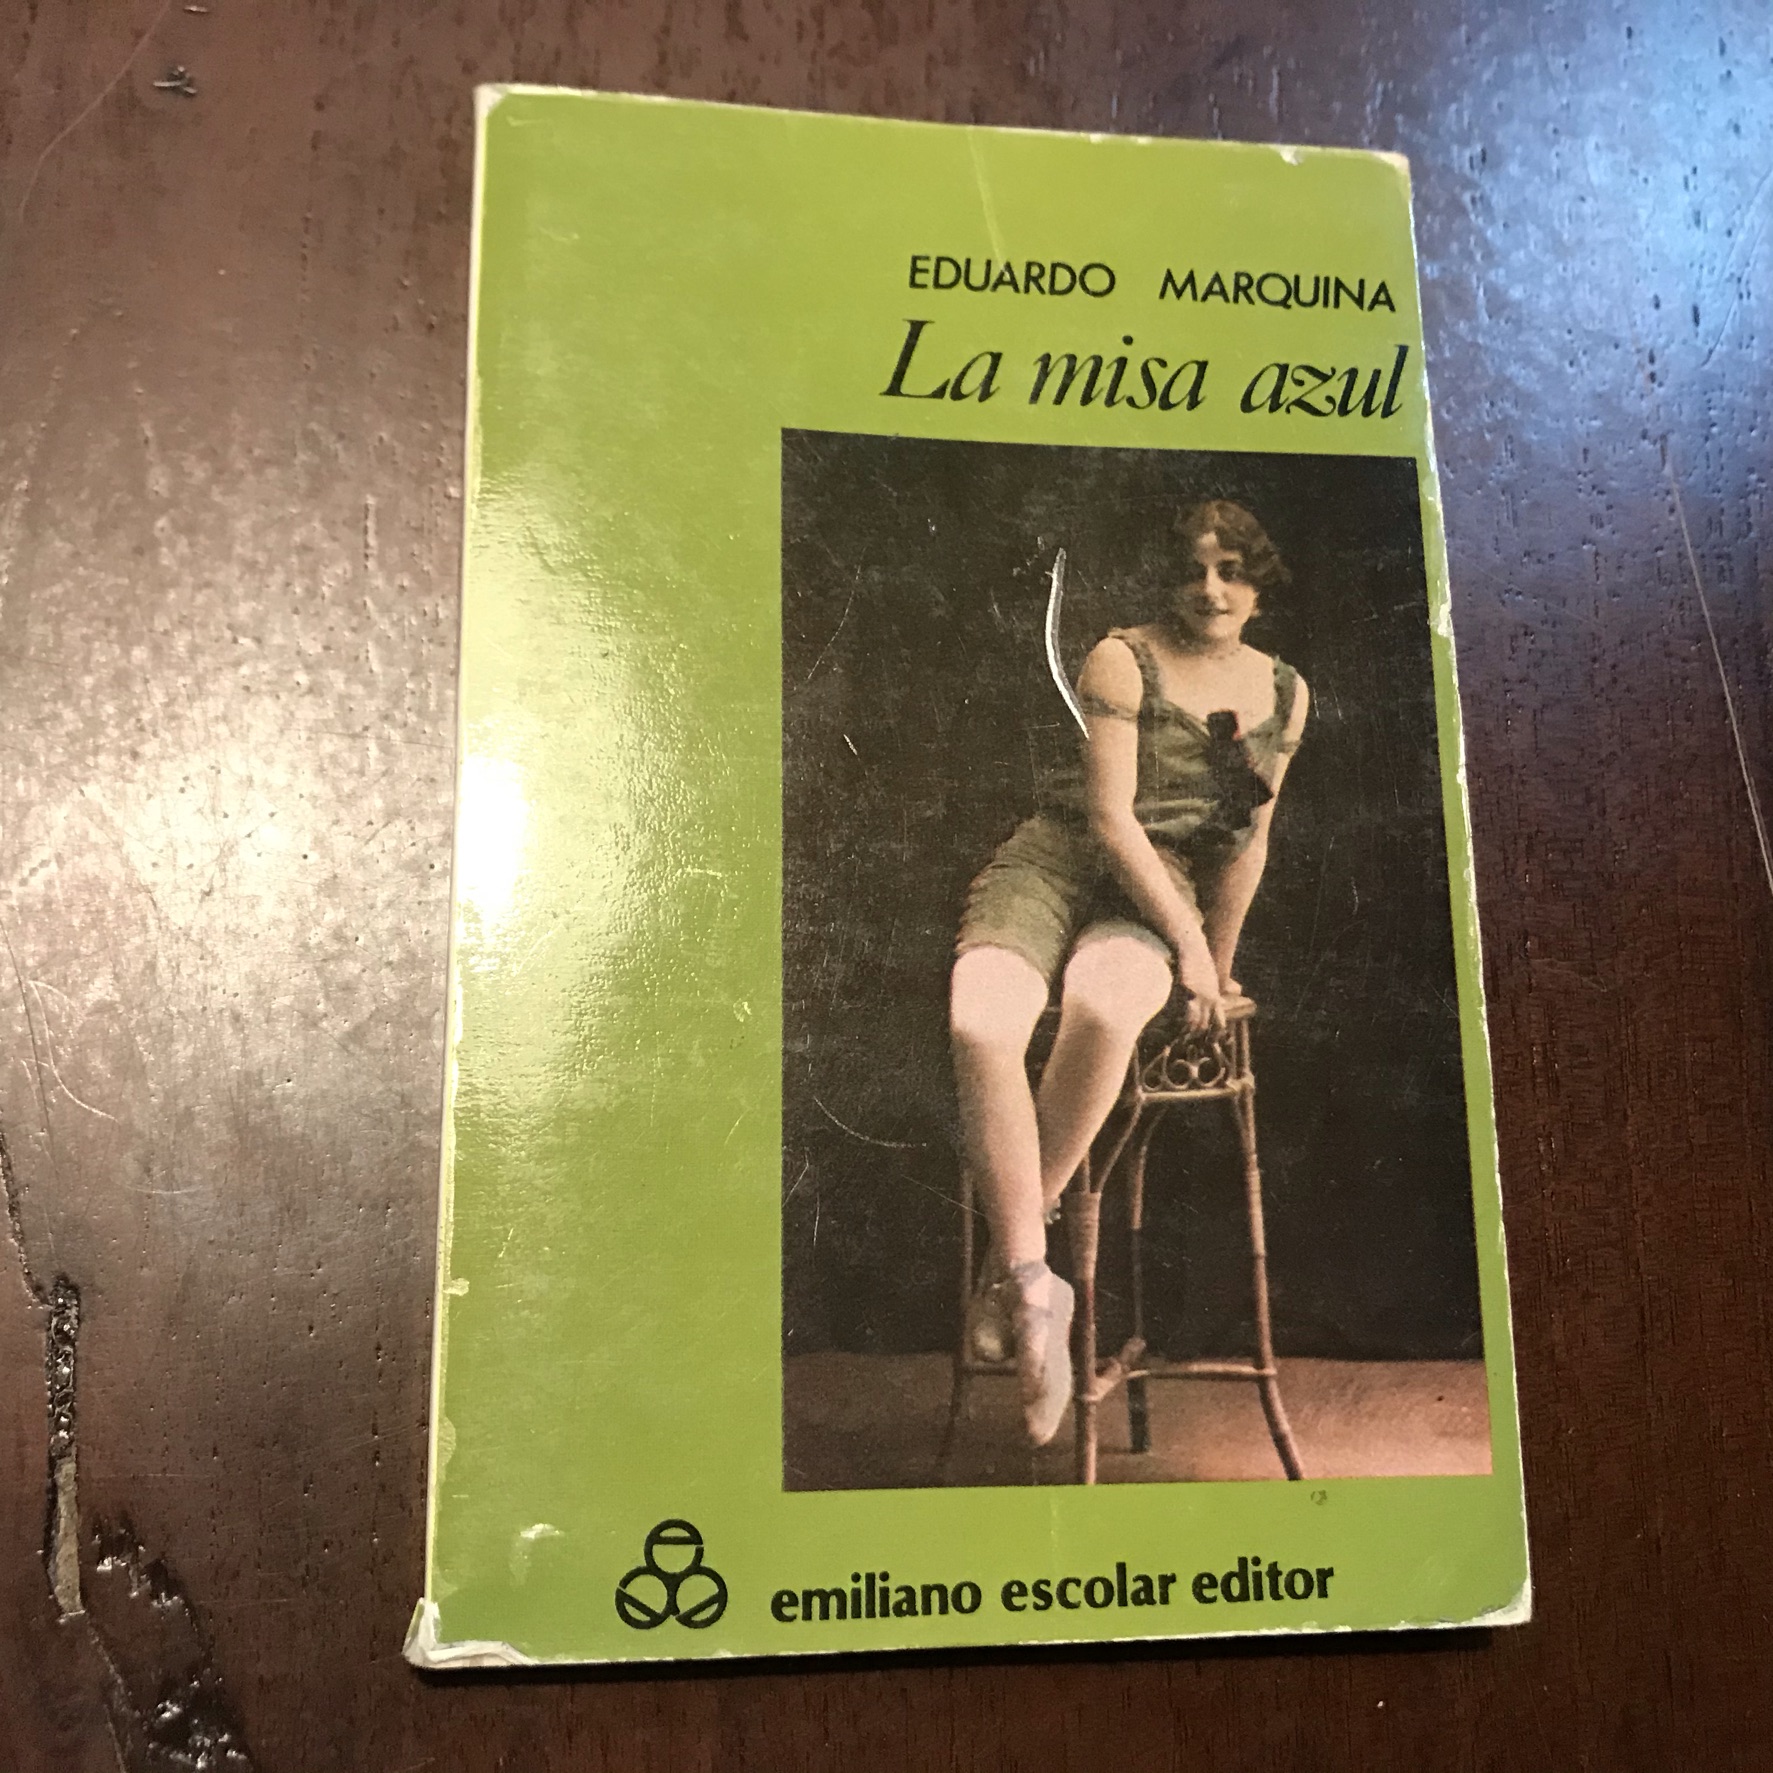 EDUARDO MARQUINA
La misa azul
emiliano escolar editor